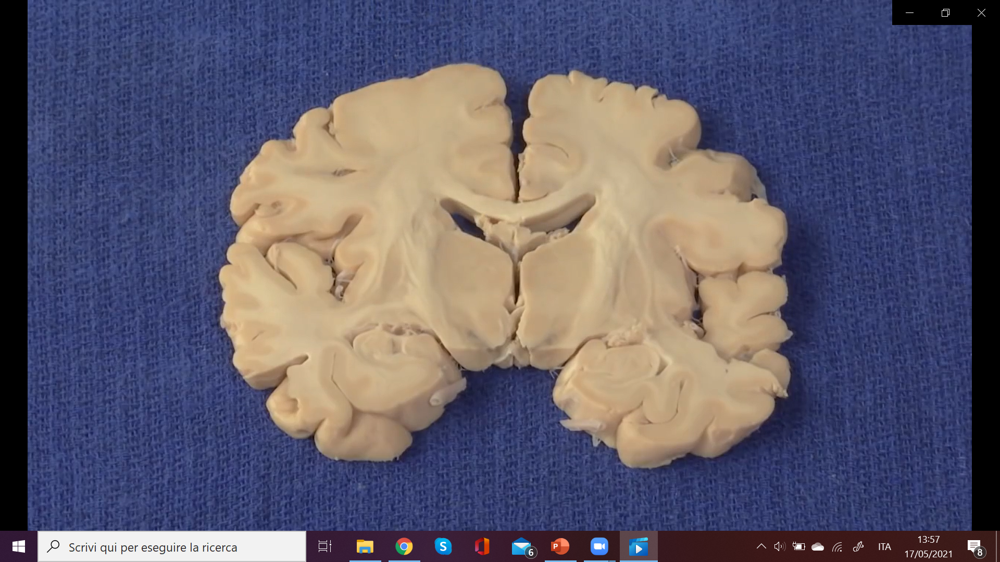 Scrivi qui per eseguire la ricerca
S
6
P
ITA
13:57
17/05/2021
8